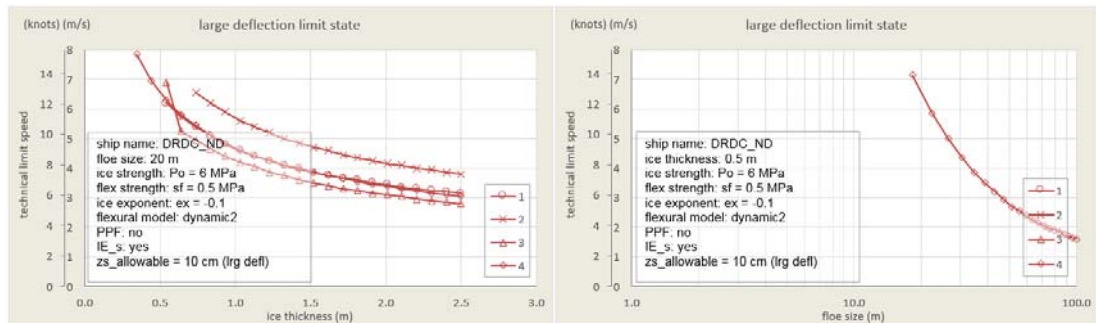 (knots) (m/s) large deflection limit state
8
14 7
12 6
10 5
8 4
6 3
4 2
2 1
0 0
technical limit speed
ship name: DRDC_ND
floe size: 20 m
ice strength: Po = 6 MPa
flex strength: sf = 0.5 MPa
ice exponent: ex = -0.1
flexural model: dynamic2
PPF: no
IE_s: yes
zs_allowable = 10 cm (lrg defl)
1
2
3
4
0.0 0.5 1.0 1.5 2.0 2.5 3.0
ice thickness (m)
(knots) (m/s) large deflection limit state
8
14 7
12 6
10 5
8 4
6 3
4 2
2 1
0 0
technical limit speed
ship name: DRDC_ND
ice thickness: 0.5 m
ice strength: Po = 6 MPa
flex strength: sf = 0.5 MPa
ice exponent: ex = -0.1
flexural model: dynamic2
PPF: no
IE_s: yes
zs_allowable = 10 cm (lrg defl)
1
2
3
4
1.0 10.0 100.0
floe size (m)